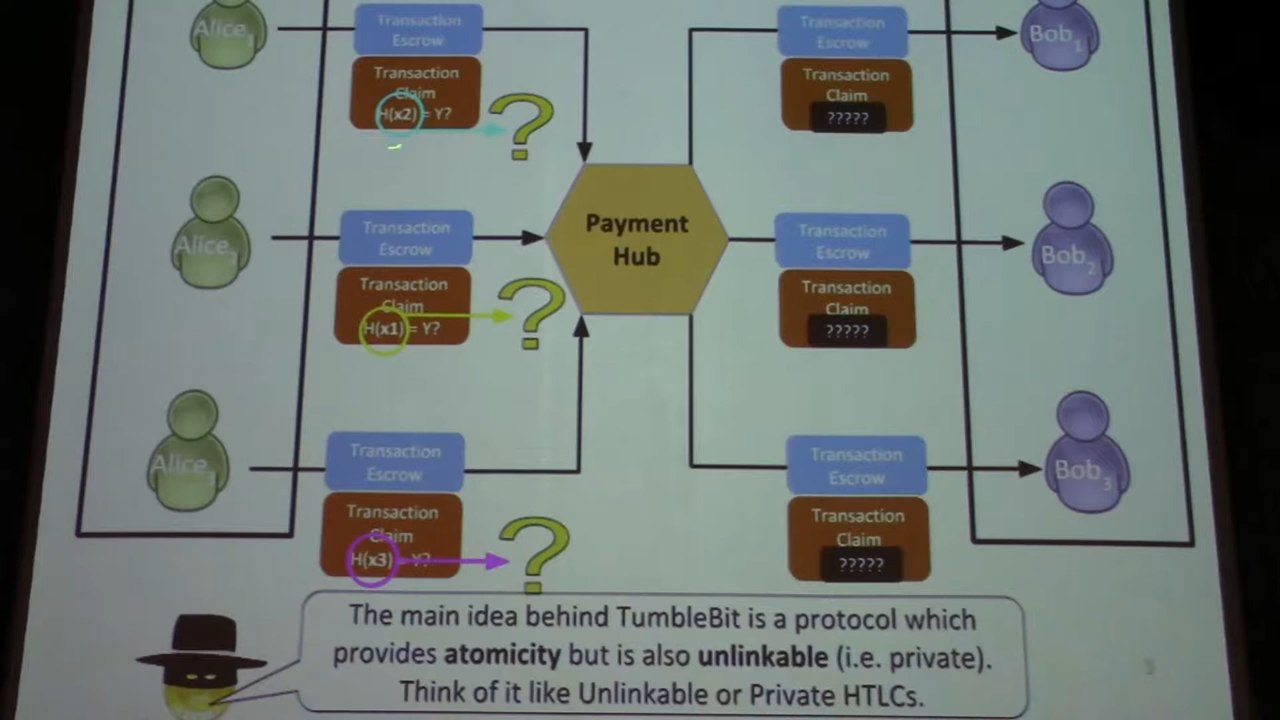 Alice1
Transaction
Escrow
Transaction
Claim
H(x2) = Y?
Transaction
Escrow
Transaction
Claim
?????
Bob1
?
Payment
Hub
Alice2
Transaction
Escrow
Transaction
Claim
H(x1) = Y?
?
Transaction
Escrow
Transaction
Claim
?????
Bob2
Alice
Transaction
Escrow
Transaction
Claim
H(x3) = Y?
?
Transaction
Escrow
Transaction
Claim
?????
Bob3
The main idea behind TumbleBit is a protocol which
provides atomicity but is also unlinkable (i.e. private).
Think of it like Unlinkable or Private HTLCs.